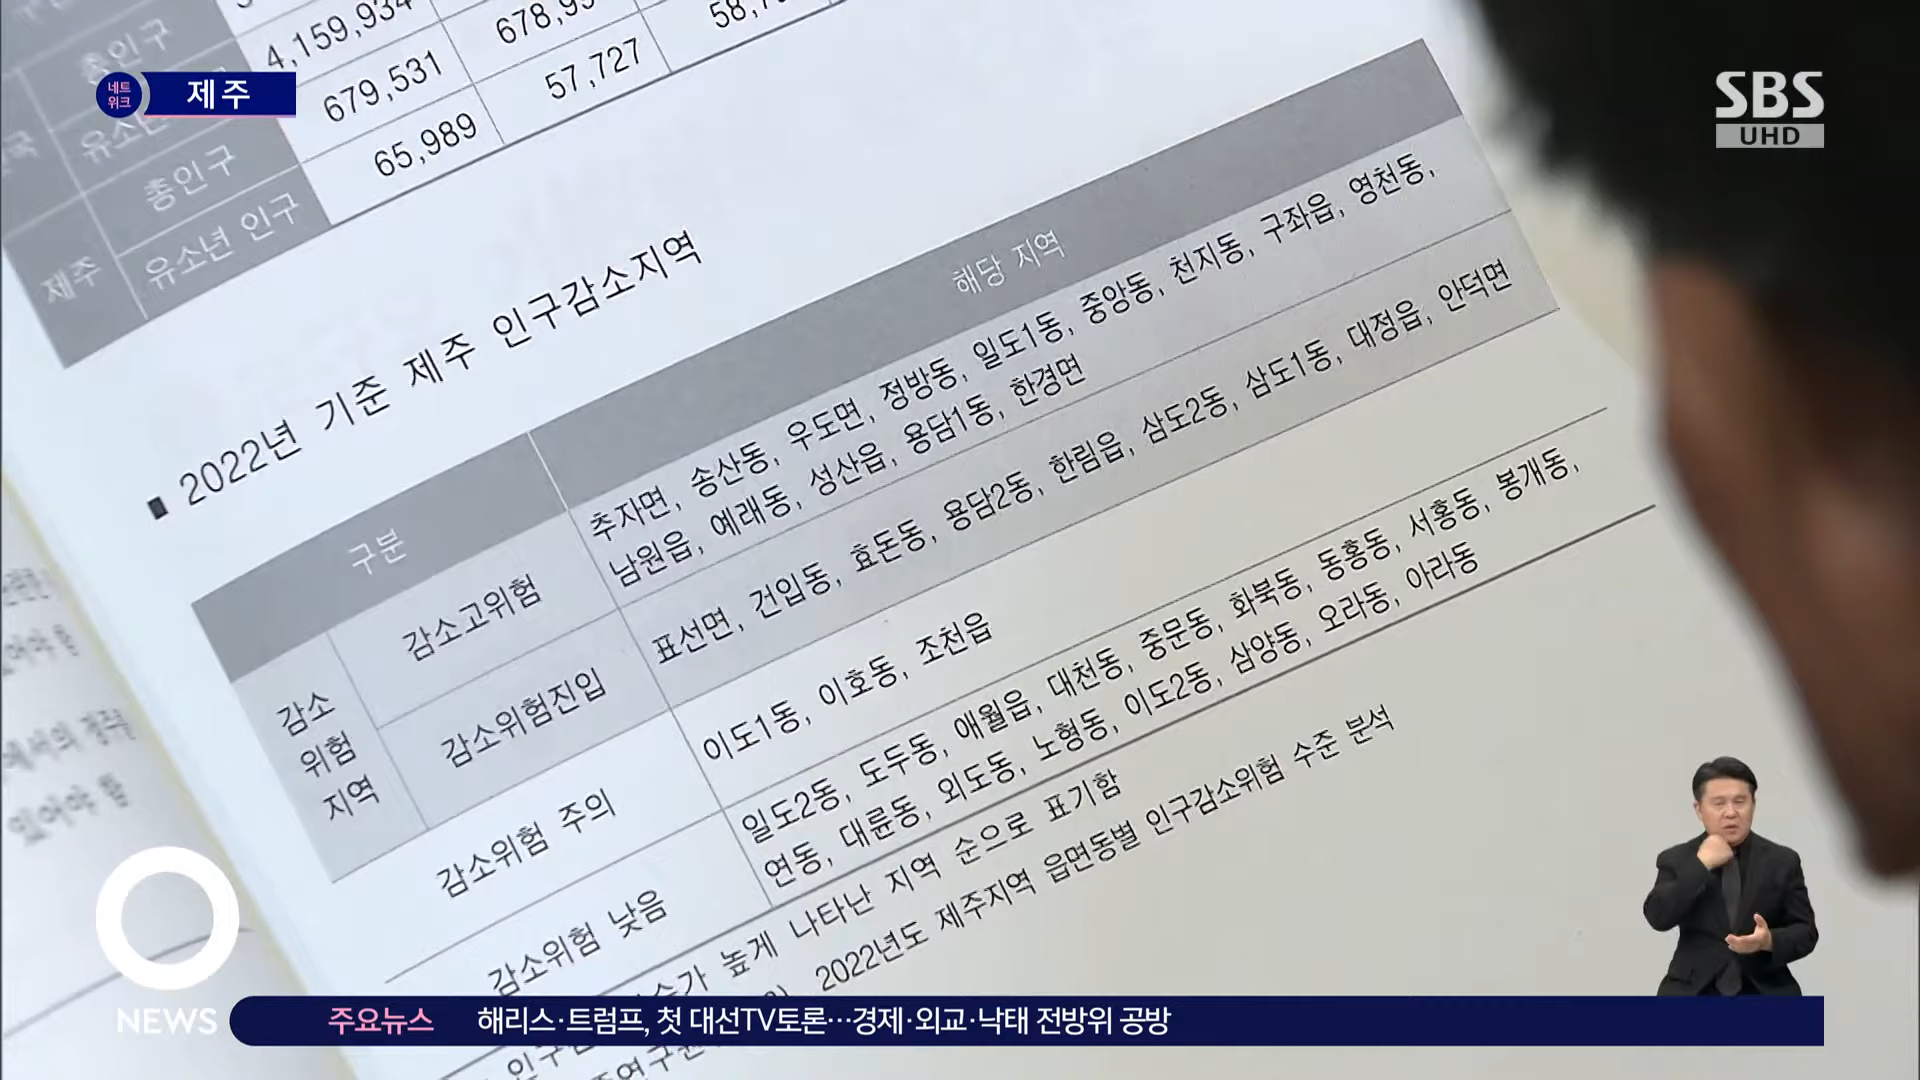 네트
위크
제주
SBS
UHD
총인구
4,159,934
유소년
679,531
총인구
65,989
57,727
제주
유소년 인구
■ 2022년 기준 제주 인구감소지역
구분
해당 지역
감소
위험
지역
감소고위험
추자면, 송산동, 우도면, 정방동, 일도1동, 중앙동, 천지동, 구좌읍, 영천동,
남원읍, 예래동, 성산읍, 용담1동, 한경면
감소위험진입
표선면, 건입동, 효돈동, 용담2동, 한림읍, 삼도2동, 삼도1동, 대정읍, 안덕면
감소위험 주의
이도1동, 이호동, 조천읍
감소위험 낮음
일도2동, 도두동, 애월읍, 대천동, 중문동, 화북동, 동홍동, 서홍동, 봉개동,
연동, 대륜동, 외도동, 노형동, 이도2동, 삼양동, 오라동, 아라동
높게 나타난 지역 순으로 표기함
2022년도 제주지역 읍면동별 인구감소위험 수준 분석
있어야 할
NEWS
주요뉴스
해리스·트럼프, 첫 대선TV토론…경제·외교·낙태 전방위 공방